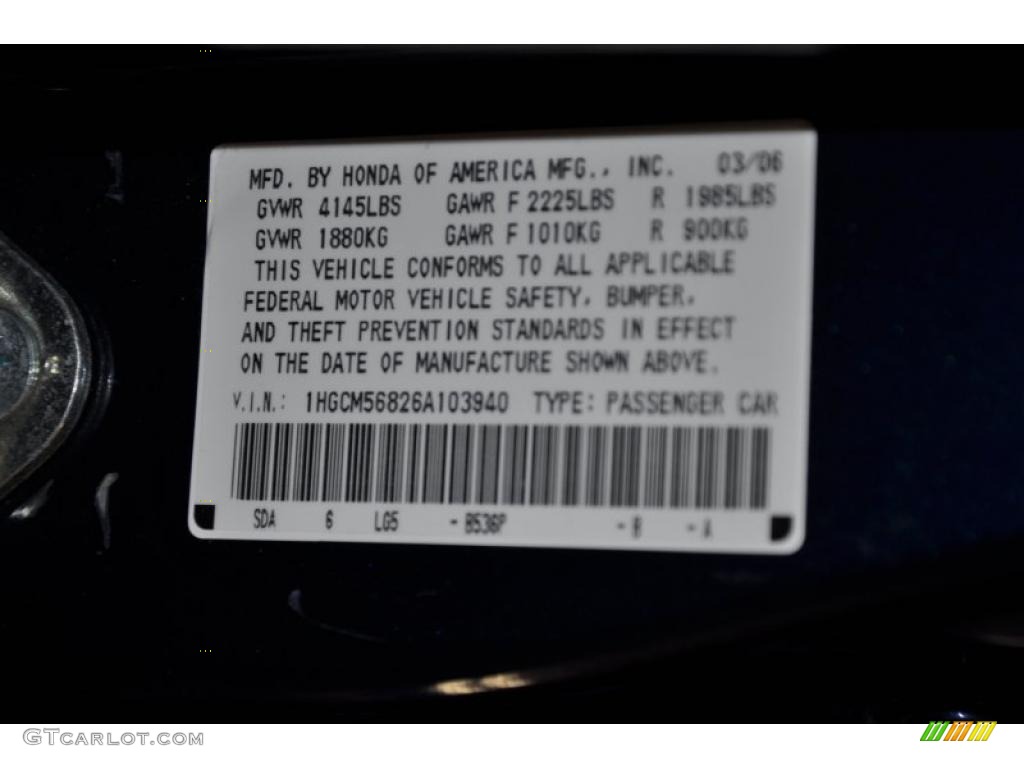 MFD. BY HONDA OF AMERICA MFG., INC. 03/06
GVWR 4145LBS GAWR F 2225LBS R 1985LBS
GVWR 1880KG GAWR F 1010KG R 900KG
THIS VEHICLE CONFORMS TO ALL APPLICABLE
FEDERAL MOTOR VEHICLE SAFETY, BUMPER,
AND THEFT PREVENTION STANDARDS IN EFFECT
ON THE DATE OF MANUFACTURE SHOWN ABOVE.
V.I.N.: 1HGCM56826A103940 TYPE: PASSENGER CAR
SDA 6 LG5 - B536P - B - A
GTCARLOT.COM